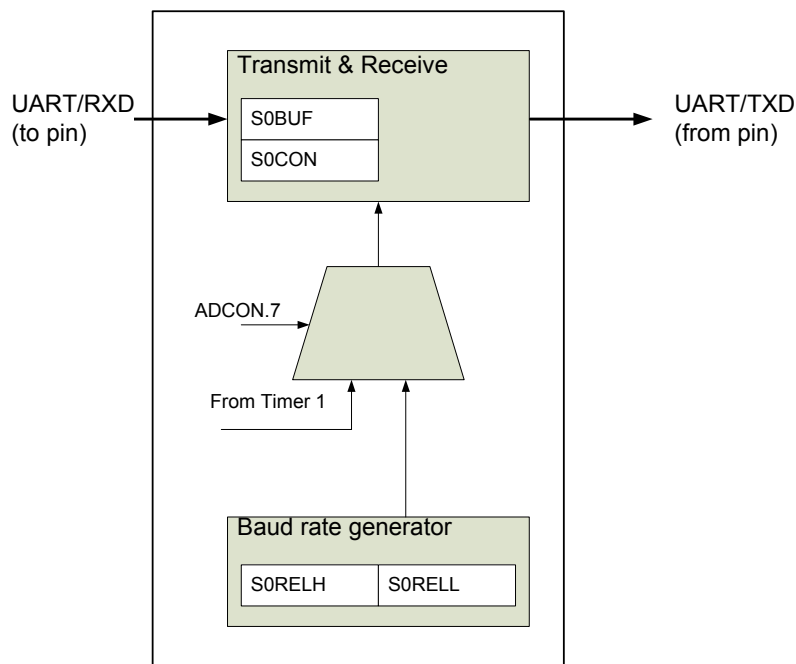 Transmit & Receive
UART/RXD
(to pin)
UART/TXD
(from pin)
S0BUF
S0CON
ADCON.7
From Timer 1
Baud rate generator
S0RELH
S0RELL